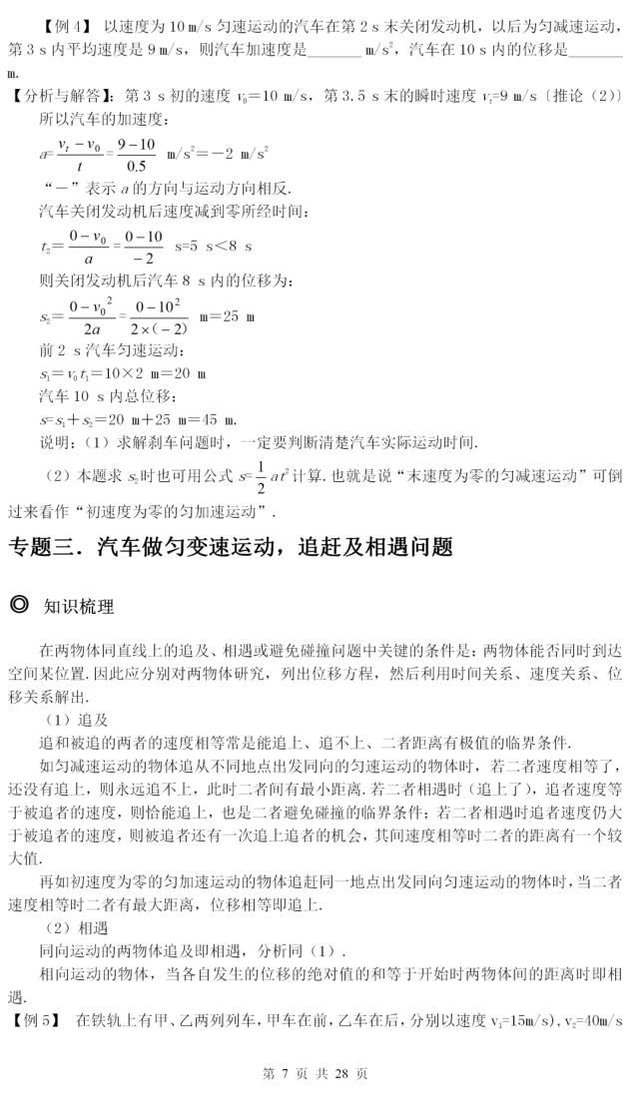 【例 4】 以速度为 10 m/s 匀速运动的汽车在第 2 s 末关闭发动机，以后为匀减速运动，
第 3 s 内平均速度是 9 m/s，则汽车加速度是_______ m/s²，汽车在 10 s 内的位移是_______
m.
【分析与解答】：第 3 s 初的速度 v₀＝10 m/s，第 3.5 s 末的瞬时速度 vₜ=9 m/s〔推论（2）〕
所以汽车的加速度：
a=(vₜ－v₀)/t=(9－10)/0.5 m/s²＝－2 m/s²
“－”表示 a 的方向与运动方向相反.
汽车关闭发动机后速度减到零所经时间：
t₂=(0－v₀)/a=(0－10)/(－2) s=5 s＜8 s
则关闭发动机后汽车 8 s 内的位移为：
s₂=(0－v₀²)/2a=(0－10²)/(2×(－2)) m＝25 m
前 2 s 汽车匀速运动：
s₁＝v₀t₁＝10×2 m＝20 m
汽车 10 s 内总位移：
s=s₁＋s₂＝20 m＋25 m＝45 m.
说明：（1）求解刹车问题时，一定要判断清楚汽车实际运动时间.
（2）本题求 s₂时也可用公式 s=1/2 at²计算.也就是说“末速度为零的匀减速运动”可倒
过来看作“初速度为零的匀加速运动”.
专题三．汽车做匀变速运动，追赶及相遇问题
◎ 知识梳理
在两物体同直线上的追及、相遇或避免碰撞问题中关键的条件是：两物体能否同时到达
空间某位置.因此应分别对两物体研究，列出位移方程，然后利用时间关系、速度关系、位
移关系解出.
（1）追及
追和被追的两者的速度相等常是能追上、追不上、二者距离有极值的临界条件.
如匀减速运动的物体追从不同地点出发同向的匀速运动的物体时，若二者速度相等了，
还没有追上，则永远追不上，此时二者间有最小距离.若二者相遇时（追上了），追者速度等
于被追者的速度，则恰能追上，也是二者避免碰撞的临界条件；若二者相遇时追者速度仍大
于被追者的速度，则被追者还有一次追上追者的机会，其间速度相等时二者的距离有一个较
大值.
再如初速度为零的匀加速运动的物体追赶同一地点出发同向匀速运动的物体时，当二者
速度相等时二者有最大距离，位移相等即追上.
（2）相遇
同向运动的两物体追及即相遇，分析同（1）.
相向运动的物体，当各自发生的位移的绝对值的和等于开始时两物体间的距离时即相
遇.
【例 5】 在铁轨上有甲、乙两列列车，甲车在前，乙车在后，分别以速度 v₁=15m/s)，v₂=40m/s
第 7 页 共 28 页